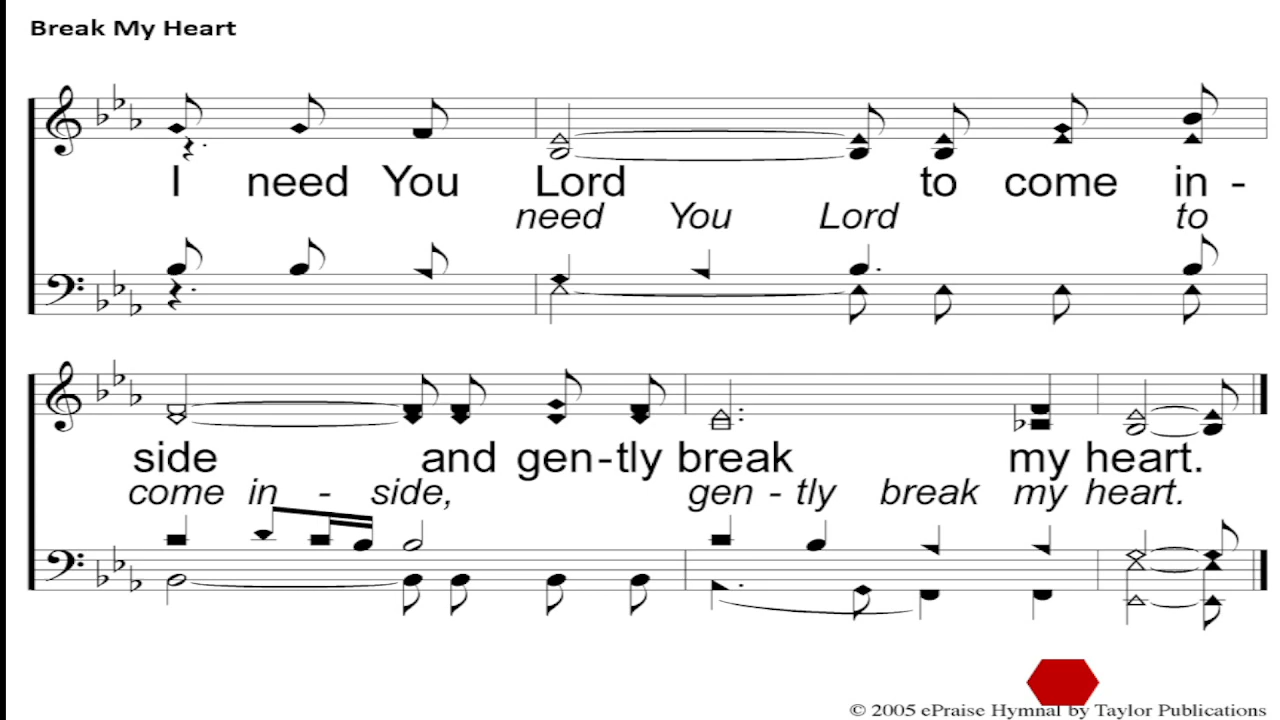 Break My Heart
I need You Lord to come in-
need You Lord to
side and gen-tly break my heart.
come in - side, gen - tly break my heart.
© 2005 ePraise Hymnal by Taylor Publications